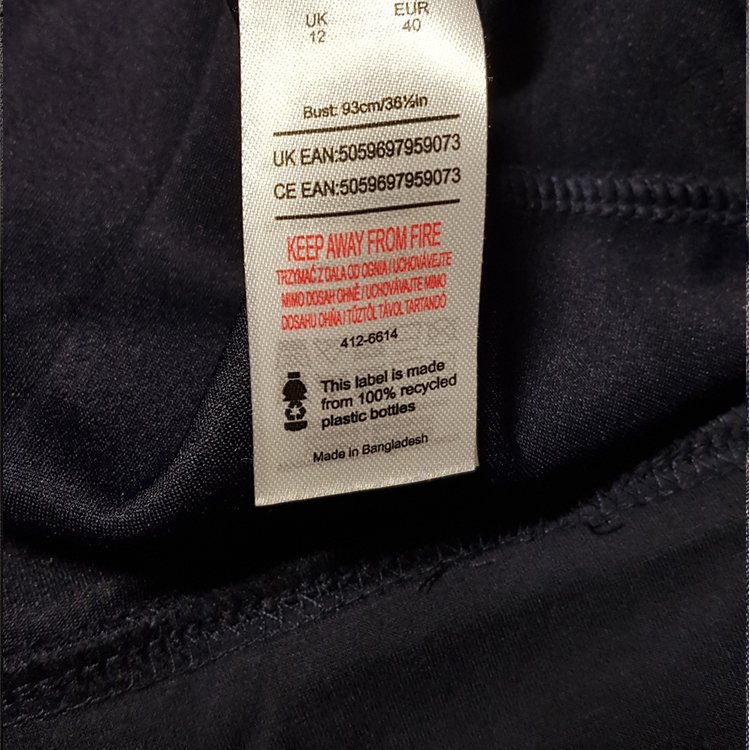 UK EUR
12 40
Bust: 93cm/36½in
UK EAN:5059697959073
CE EAN:5059697959073
KEEP AWAY FROM FIRE
TRZYMAĆ Z DALA OD OGNIA / UCHOVÁVEJTE
MIMO DOSAH OHNĚ / UCHOVÁVAJTE MIMO
DOSAHU OHŇA / TŰZTŐL TÁVOL TARTANDÓ
412-6614
This label is made
from 100% recycled
plastic bottles
Made in Bangladesh